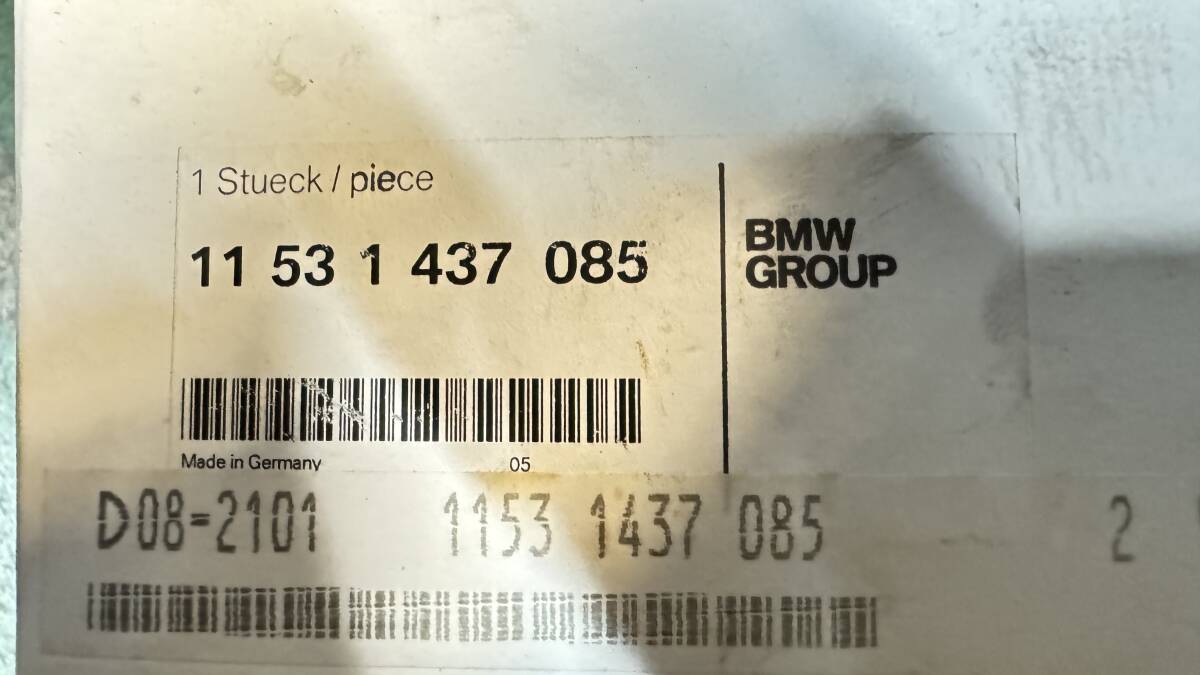 1 Stueck / piece
11 53 1 437 085
BMW
GROUP
Made in Germany 05
D08-2101 1153 1437 085 2